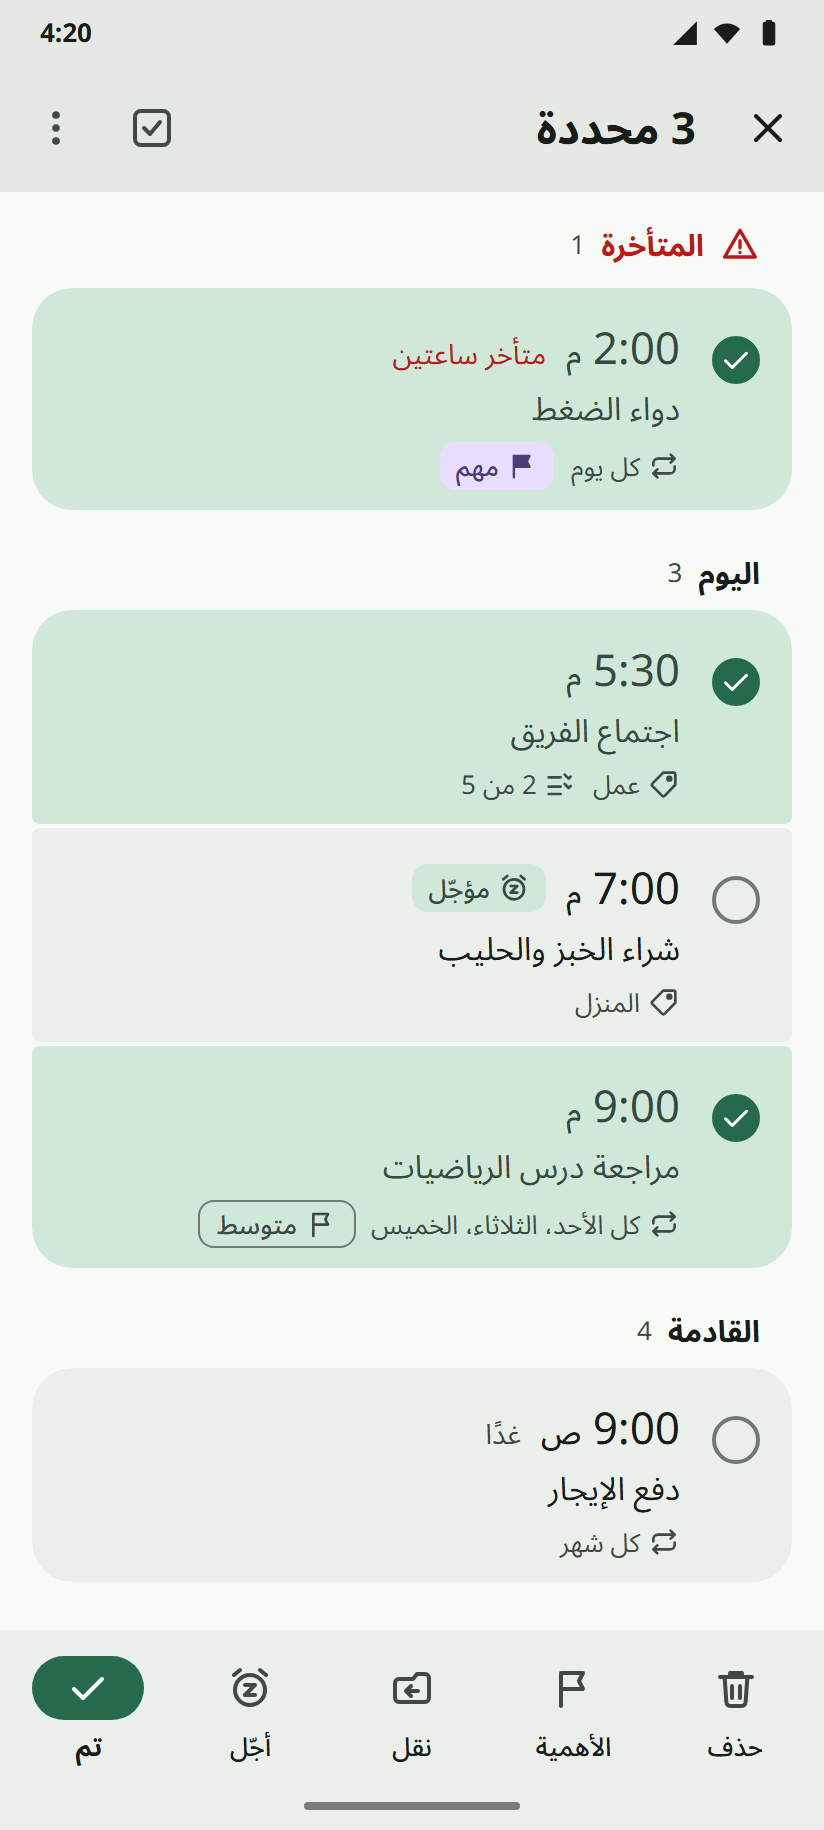 4:20
3 محددة
المتأخرة 1
2:00 م متأخر ساعتين
دواء الضغط
كل يوم مهم
اليوم 3
5:30 م
اجتماع الفريق
عمل 2 من 5
7:00 م مؤجّل
شراء الخبز والحليب
المنزل
9:00 م
مراجعة درس الرياضيات
كل الأحد، الثلاثاء، الخميس متوسط
القادمة 4
9:00 ص غدًا
دفع الإيجار
كل شهر
حذف الأهمية نقل أجّل تم